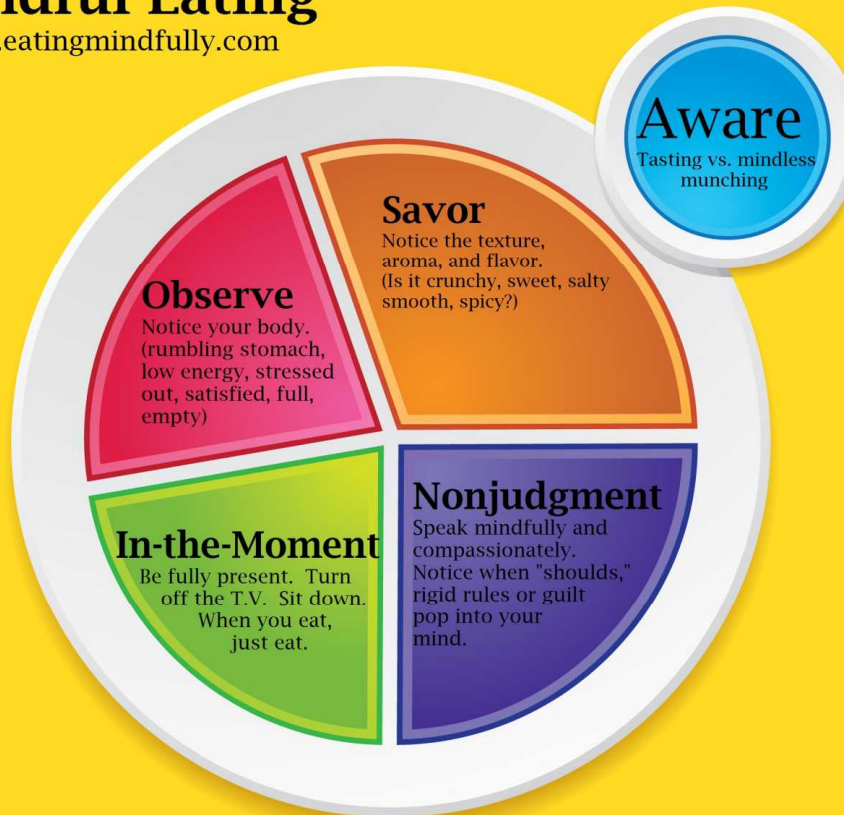 Eating
.eatingmindfully.com
Aware
Tasting vs. mindless
munching
Savor
Notice the texture,
aroma, and flavor.
(Is it crunchy, sweet, salty
smooth, spicy?)
Observe
Notice your body.
(rumbling stomach,
low energy, stressed
out, satisfied, full,
empty)
In-the-Moment
Be fully present.  Turn
off the T.V.  Sit down.
When you eat,
just eat.
Nonjudgment
Speak mindfully and
compassionately.
Notice when "shoulds,"
rigid rules or guilt
pop into your
mind.